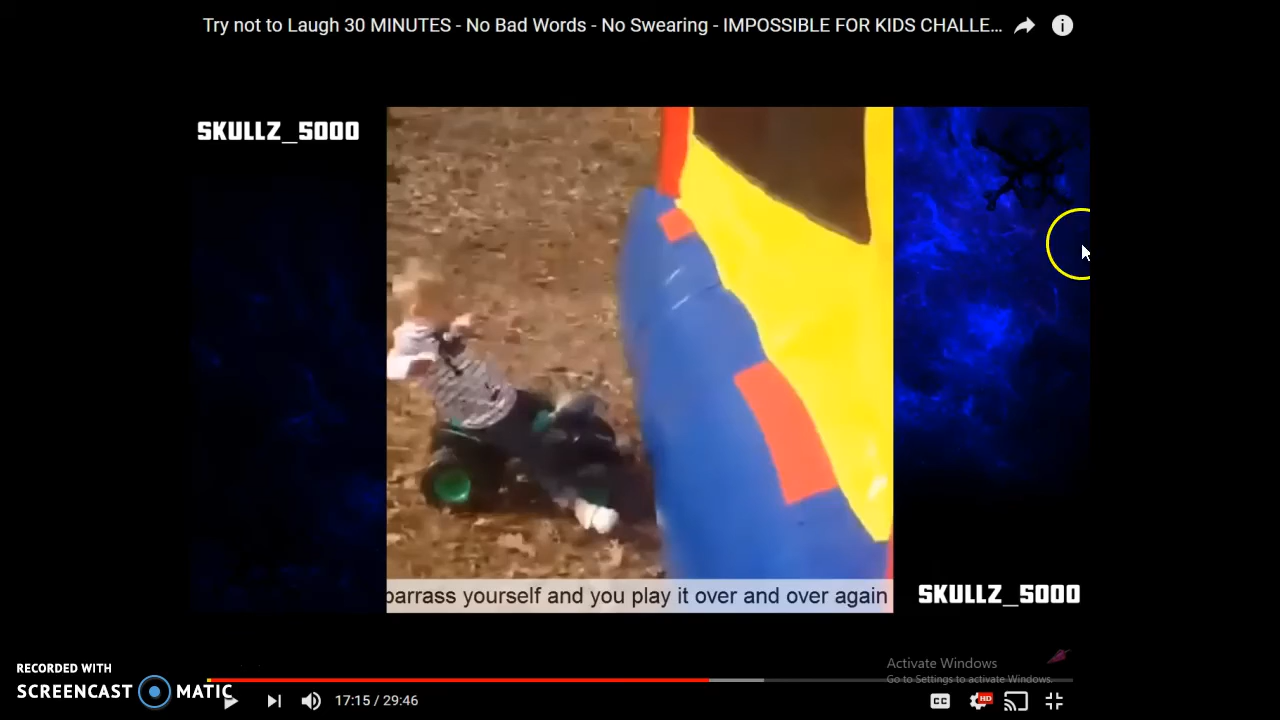 Try not to Laugh 30 MINUTES - No Bad Words - No Swearing - IMPOSSIBLE FOR KIDS CHALLE...
SKULLZ_5000
barrass yourself and you play it over and over again
SKULLZ_5000
RECORDED WITH
SCREENCAST MATIC
Activate Windows
Go to Settings to activate Windows.
17:15 / 29:46
CC
HD